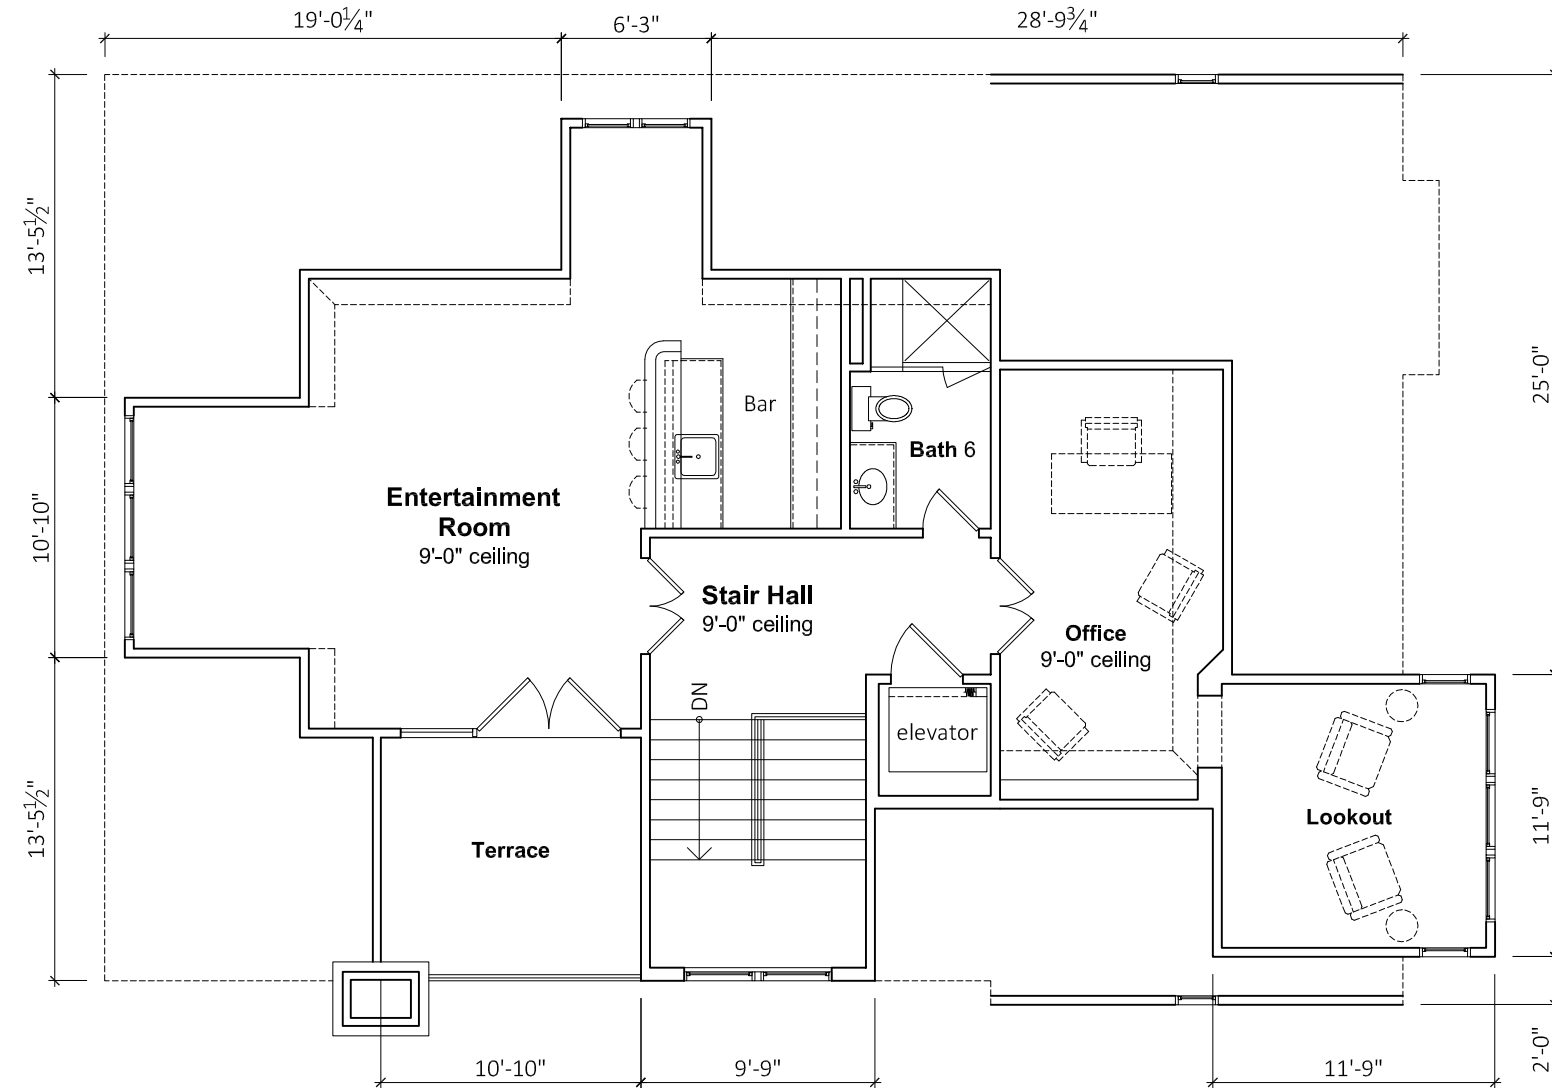 19'-0¼"
6'-3"
28'-9¾"
13'-5½"
25'-0"
Bar
Bath 6
Entertainment
Room
9'-0" ceiling
10'-10"
Stair Hall
9'-0" ceiling
Office
9'-0" ceiling
DN
elevator
13'-5½"
Terrace
Lookout
11'-9"
2'-0"
10'-10"
9'-9"
11'-9"